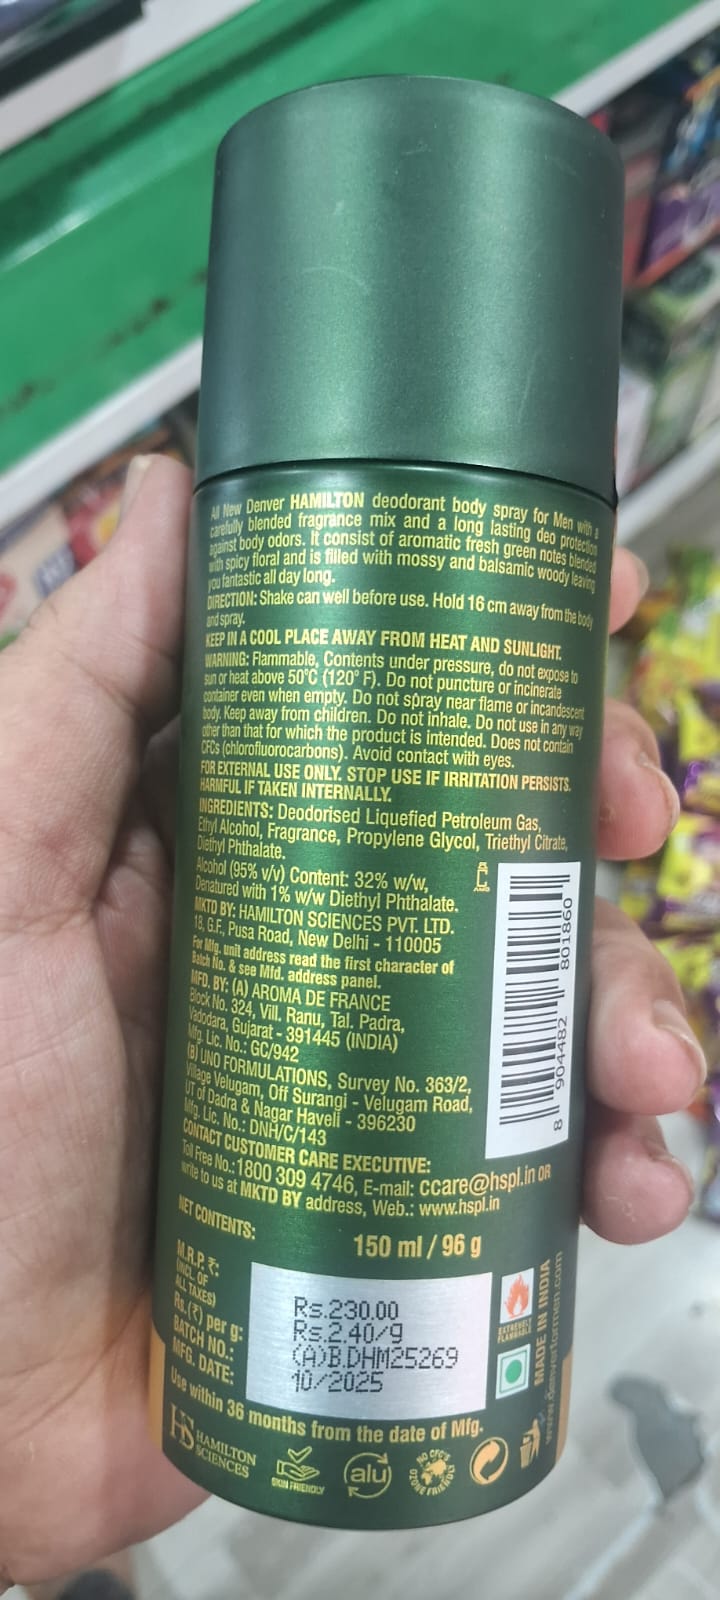 All New Denver HAMILTON deodorant body spray for Men with a
carefully blended fragrance mix and a long lasting deo protection
against body odors. It consist of aromatic fresh green notes blended
with spicy floral and is filled with mossy and balsamic woody leaving
you fantastic all day long.
DIRECTION: Shake can well before use. Hold 16 cm away from the body
and spray.
KEEP IN A COOL PLACE AWAY FROM HEAT AND SUNLIGHT.
WARNING: Flammable, Contents under pressure, do not expose to
sun or heat above 50°C (120° F). Do not puncture or incinerate
container even when empty. Do not spray near flame or incandescent
body. Keep away from children. Do not inhale. Do not use in any way
other than that for which the product is intended. Does not contain
CFCs (chlorofluorocarbons). Avoid contact with eyes.
FOR EXTERNAL USE ONLY. STOP USE IF IRRITATION PERSISTS.
HARMFUL IF TAKEN INTERNALLY.
INGREDIENTS: Deodorised Liquefied Petroleum Gas,
Ethyl Alcohol, Fragrance, Propylene Glycol, Triethyl Citrate,
Diethyl Phthalate.
Alcohol (95% v/v) Content: 32% w/w,
Denatured with 1% w/w Diethyl Phthalate.
MKTD BY: HAMILTON SCIENCES PVT. LTD.
18, G.F., Pusa Road, New Delhi - 110005
For Mfg. unit address read the first character of
Batch No. & see Mfd. address panel.
MFD. BY: (A) AROMA DE FRANCE
Block No. 324, Vill. Ranu, Tal. Padra,
Vadodara, Gujarat - 391445 (INDIA)
Mfg. Lic. No.: GC/942
(B) UNO FORMULATIONS, Survey No. 363/2,
Village Velugam, Off Surangi - Velugam Road,
UT of Dadra & Nagar Haveli - 396230
Mfg. Lic. No.: DNH/C/143
8 904482 801860
CONTACT CUSTOMER CARE EXECUTIVE:
Toll Free No.:1800 309 4746, E-mail: ccare@hspl.in OR
write to us at MKTD BY address, Web.: www.hspl.in
NET CONTENTS: 150 ml / 96 g
M.R.P. ₹: Rs.230.00
(INCL. OF
ALL TAXES)
Rs.(₹) per g: Rs.2.40/g
BATCH NO.: (A)B.DHM25269
MFG. DATE: 10/2025
EXTREMELY
FLAMMABLE
MADE IN INDIA
www.denverformen.com
Use within 36 months from the date of Mfg.
HS HAMILTON
SCIENCES
SKIN FRIENDLY
alu
NO CFC'S
OZONE FRIENDLY